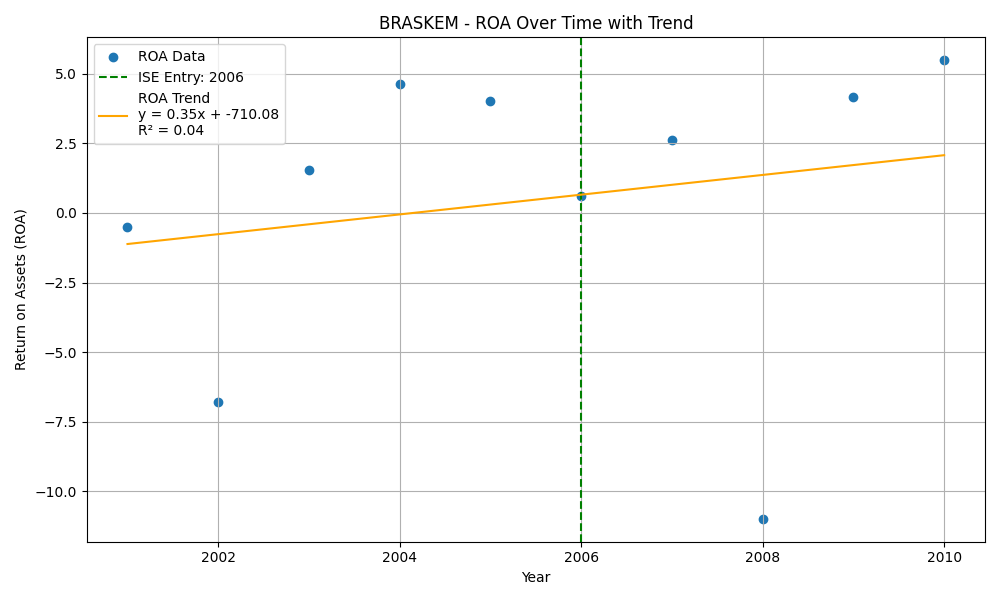 BRASKEM - ROA Over Time with Trend
ROA Data
ISE Entry: 2006
ROA Trend
y = 0.35x + -710.08
R² = 0.04
5.0
2.5
0.0
−2.5
−5.0
−7.5
−10.0
Return on Assets (ROA)
2002
2004
2006
2008
2010
Year